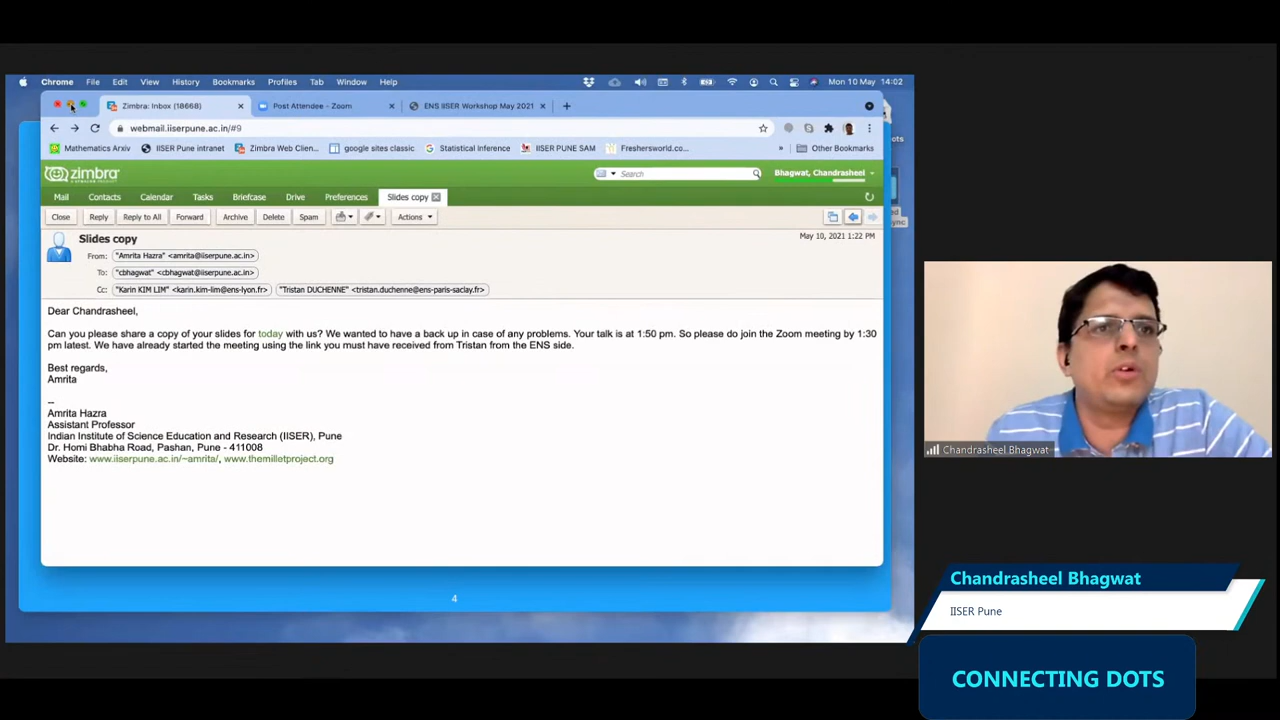 Chrome File Edit View History Bookmarks Profiles Tab Window Help Mon 10 May 14:02
Zimbra: Inbox (18668) Post Attendee - Zoom ENS IISER Workshop May 2021
webmail.iiserpune.ac.in/#9
Mathematics Arxiv IISER Pune intranet Zimbra Web Clien... google sites classic Statistical Inference IISER PUNE SAM Freshersworld.co... » Other Bookmarks
zimbra Search Bhagwat, Chandrasheel
Mail Contacts Calendar Tasks Briefcase Drive Preferences Slides copy
Close Reply Reply to All Forward Archive Delete Spam Actions
Slides copy May 10, 2021 1:22 PM
From: "Amrita Hazra" <amrita@iiserpune.ac.in>
To: "cbhagwat" <cbhagwat@iiserpune.ac.in>
Cc: "Karin KIM LIM" <karin.kim-lim@ens-lyon.fr> "Tristan DUCHENNE" <tristan.duchenne@ens-paris-saclay.fr>
Dear Chandrasheel,
Can you please share a copy of your slides for today with us? We wanted to have a back up in case of any problems. Your talk is at 1:50 pm. So please do join the Zoom meeting by 1:30
pm latest. We have already started the meeting using the link you must have received from Tristan from the ENS side.
Best regards,
Amrita
--
Amrita Hazra
Assistant Professor
Indian Institute of Science Education and Research (IISER), Pune
Dr. Homi Bhabha Road, Pashan, Pune - 411008
Website: www.iiserpune.ac.in/~amrita/, www.themilletproject.org
4
Chandrasheel Bhagwat
Chandrasheel Bhagwat
IISER Pune
CONNECTING DOTS